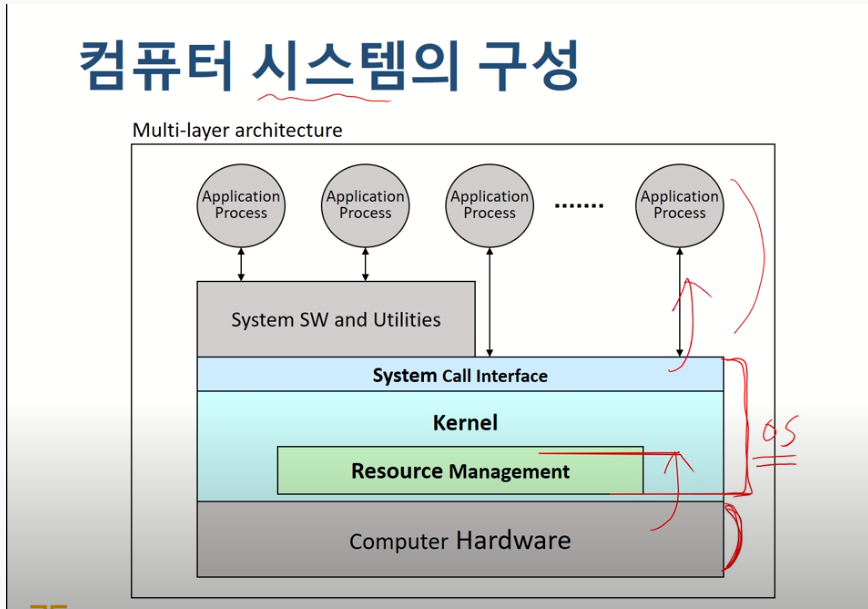 컴퓨터 시스템의 구성
Multi-layer architecture
Application
Process
Application
Process
Application
Process
.......
Application
Process
System SW and Utilities
System Call Interface
Kernel
OS
Resource Management
Computer Hardware